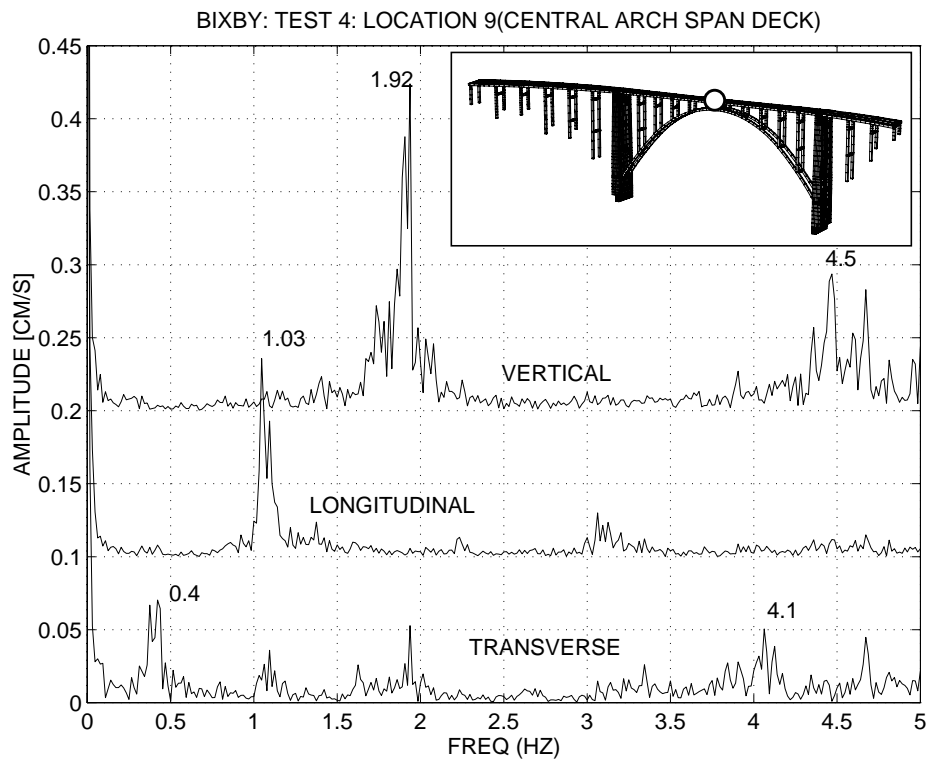 BIXBY: TEST 4: LOCATION 9(CENTRAL ARCH SPAN DECK)
0.45
0.4
0.35
0.3
0.25
0.2
0.15
0.1
0.05
0
AMPLITUDE [CM/S]
1.92
4.5
1.03
VERTICAL
LONGITUDINAL
0.4
4.1
TRANSVERSE
0 0.5 1 1.5 2 2.5 3 3.5 4 4.5 5
FREQ (HZ)